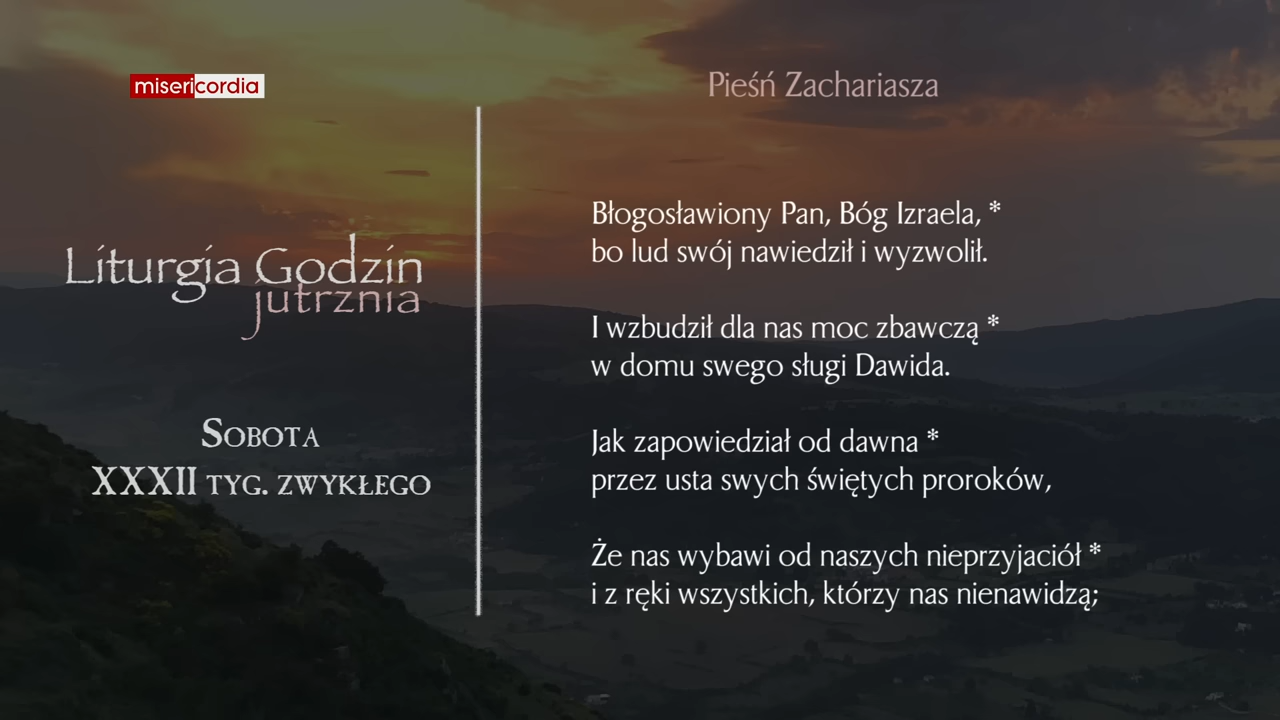 misericordia
Liturgia Godzin
jutrznia
Sobota
XXXII tyg. zwykłego
Pieśń Zachariasza
Błogosławiony Pan, Bóg Izraela, *
bo lud swój nawiedził i wyzwolił.
I wzbudził dla nas moc zbawczą *
w domu swego sługi Dawida.
Jak zapowiedział od dawna *
przez usta swych świętych proroków,
Że nas wybawi od naszych nieprzyjaciół *
i z ręki wszystkich, którzy nas nienawidzą;